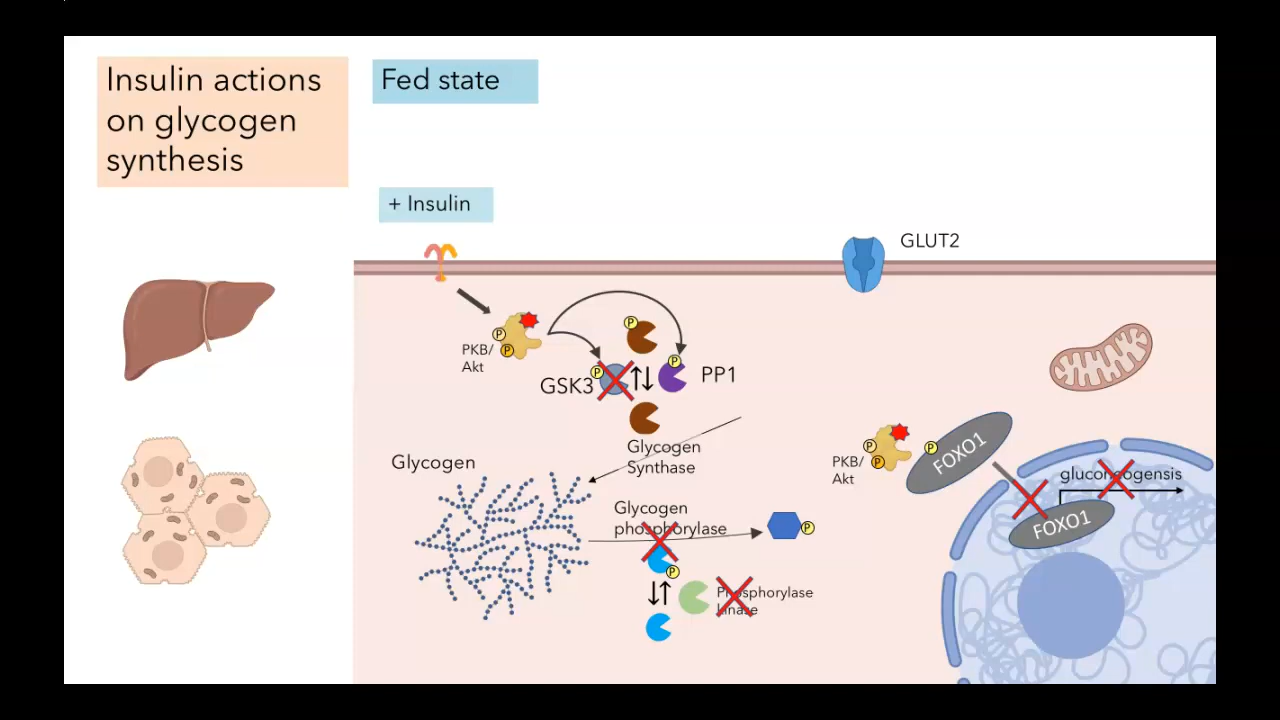 Insulin actions
on glycogen
synthesis
Fed state
+ Insulin
GLUT2
P
P
P
PKB/
Akt
P
P
GSK3
PP1
Glycogen
Synthase
Glycogen
Glycogen
phosphorylase
P
P
Phosphorylase
kinase
P
P
PKB/
Akt
P
FOXO1
gluconeogensis
FOXO1